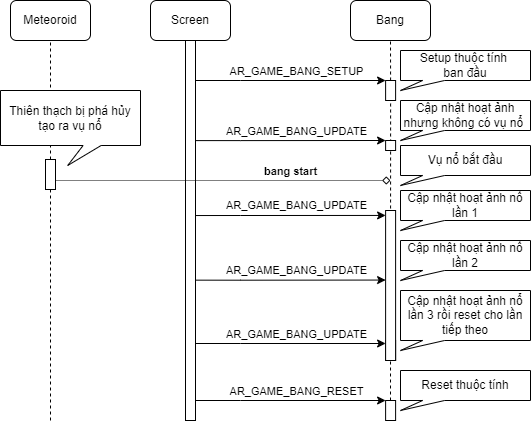 Meteoroid
Screen
Bang
AR_GAME_BANG_SETUP
Setup thuộc tính
ban đầu
Thiên thạch bị phá hủy
tạo ra vụ nổ
AR_GAME_BANG_UPDATE
Cập nhật hoạt ảnh
nhưng không có vụ nổ
bang start
Vụ nổ bắt đầu
AR_GAME_BANG_UPDATE
Cập nhật hoạt ảnh nổ
lần 1
AR_GAME_BANG_UPDATE
Cập nhật hoạt ảnh nổ
lần 2
AR_GAME_BANG_UPDATE
Cập nhật hoạt ảnh nổ
lần 3 rồi reset cho lần
tiếp theo
AR_GAME_BANG_RESET
Reset thuộc tính